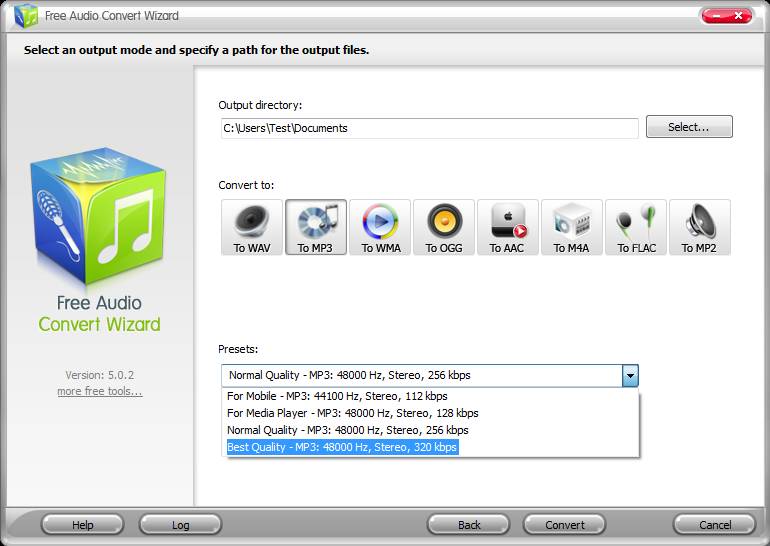 Free Audio Convert Wizard
Select an output mode and specify a path for the output files.
Output directory:
C:\Users\Test\Documents
Select...
Convert to:
To WAV
To MP3
To WMA
To OGG
To AAC
To M4A
To FLAC
To MP2
Free Audio
Convert Wizard
Version: 5.0.2
more free tools...
Presets:
Normal Quality - MP3: 48000 Hz, Stereo, 256 kbps
For Mobile - MP3: 44100 Hz, Stereo, 112 kbps
For Media Player - MP3: 48000 Hz, Stereo, 128 kbps
Normal Quality - MP3: 48000 Hz, Stereo, 256 kbps
Best Quality - MP3: 48000 Hz, Stereo, 320 kbps
Help
Log
Back
Convert
Cancel